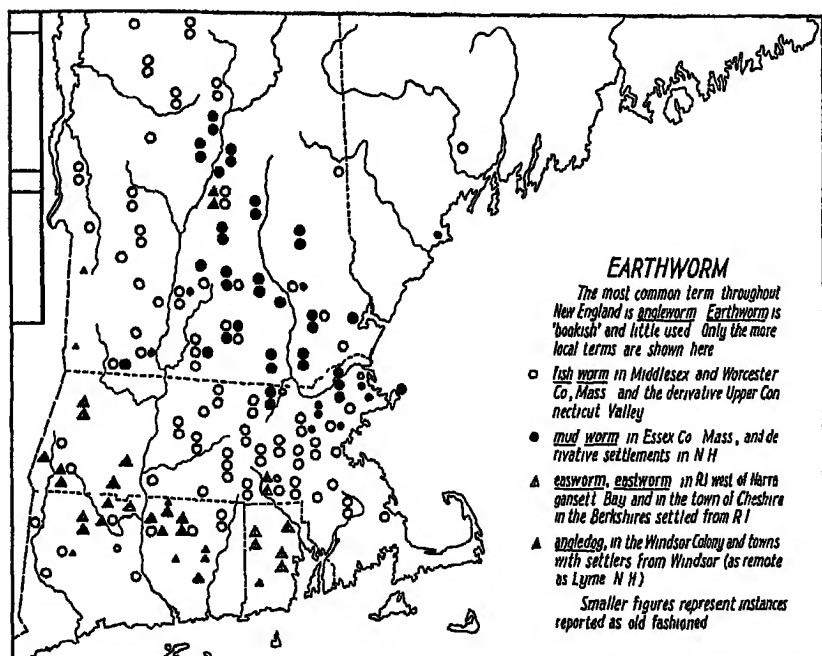 EARTHWORM
The most common term throughout
New England is angleworm Earthworm is
'bookish' and little used Only the more
local terms are shown here
fish worm in Middlesex and Worcester
Co, Mass and the derivative Upper Con
necticut Valley
mud worm in Essex Co Mass, and de
rivative settlements in N H
easworm, eastworm in RI west of Narra
gansett Bay and in the town of Cheshire
in the Berkshires settled from R I
angledog, in the Windsor Colony and towns
with settlers from Windsor (as remote
as Lyme N H)
Smaller figures represent instances
reported as old fashioned